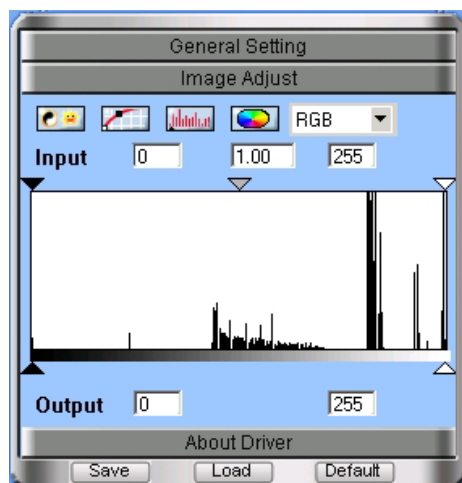 General Setting
Image Adjust
RGB
Input 0 1.00 255
Output 0 255
About Driver
Save Load Default